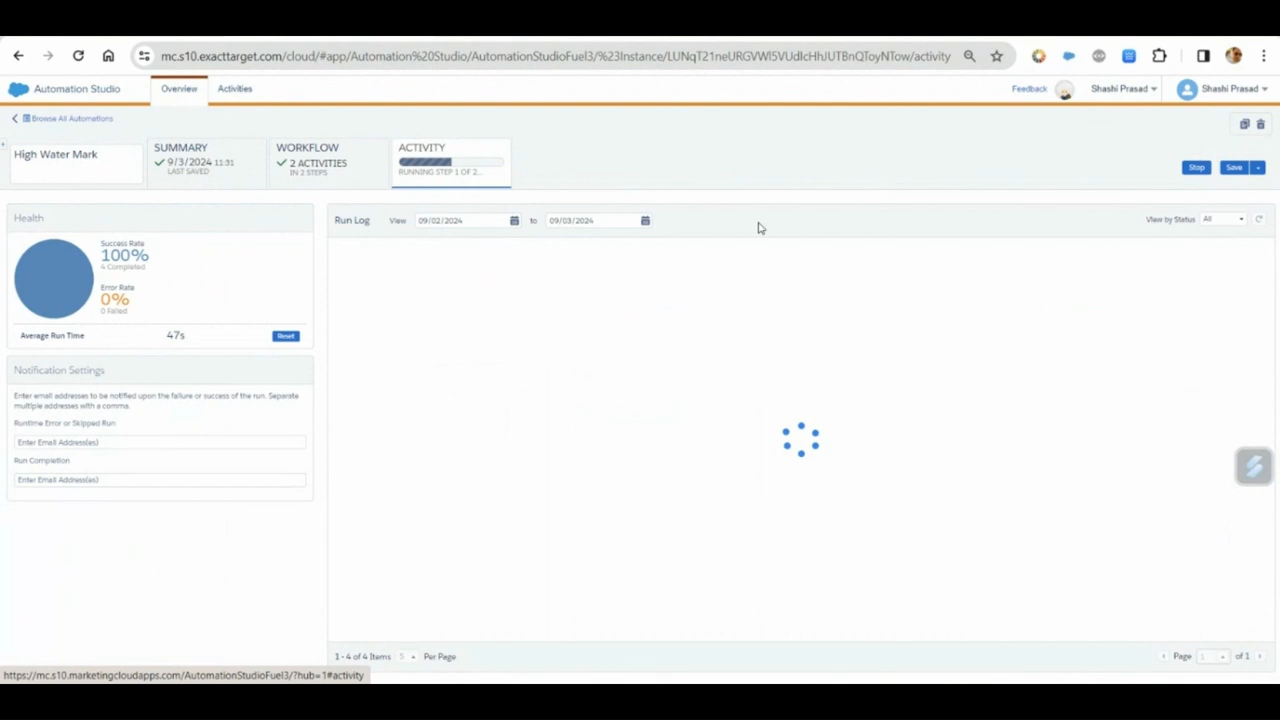 mc.s10.exacttarget.com/cloud/#app/Automation%20Studio/AutomationStudioFuel3/%23Instance/LUNqT21neURGVWl5VUdlcHhJUTBnQToyNTow/activity
Automation Studio
Overview
Activities
Feedback
Shashi Prasad
Shashi Prasad
Browse All Automations
High Water Mark
SUMMARY
9/3/2024 11:31
LAST SAVED
WORKFLOW
2 ACTIVITIES
IN 2 STEPS
ACTIVITY
RUNNING STEP 1 OF 2...
Stop
Save
Health
Success Rate
100%
4 Completed
Error Rate
0%
0 Failed
Average Run Time
47s
Reset
Run Log
View
09/02/2024
to
09/03/2024
View by Status
All
Notification Settings
Enter email addresses to be notified upon the failure or success of the run. Separate
multiple addresses with a comma.
Runtime Error or Skipped Run
Enter Email Address(es)
Run Completion
Enter Email Address(es)
1 - 4 of 4 Items
5
Per Page
Page
1
of 1
https://mc.s10.marketingcloudapps.com/AutomationStudioFuel3/?hub=1#activity